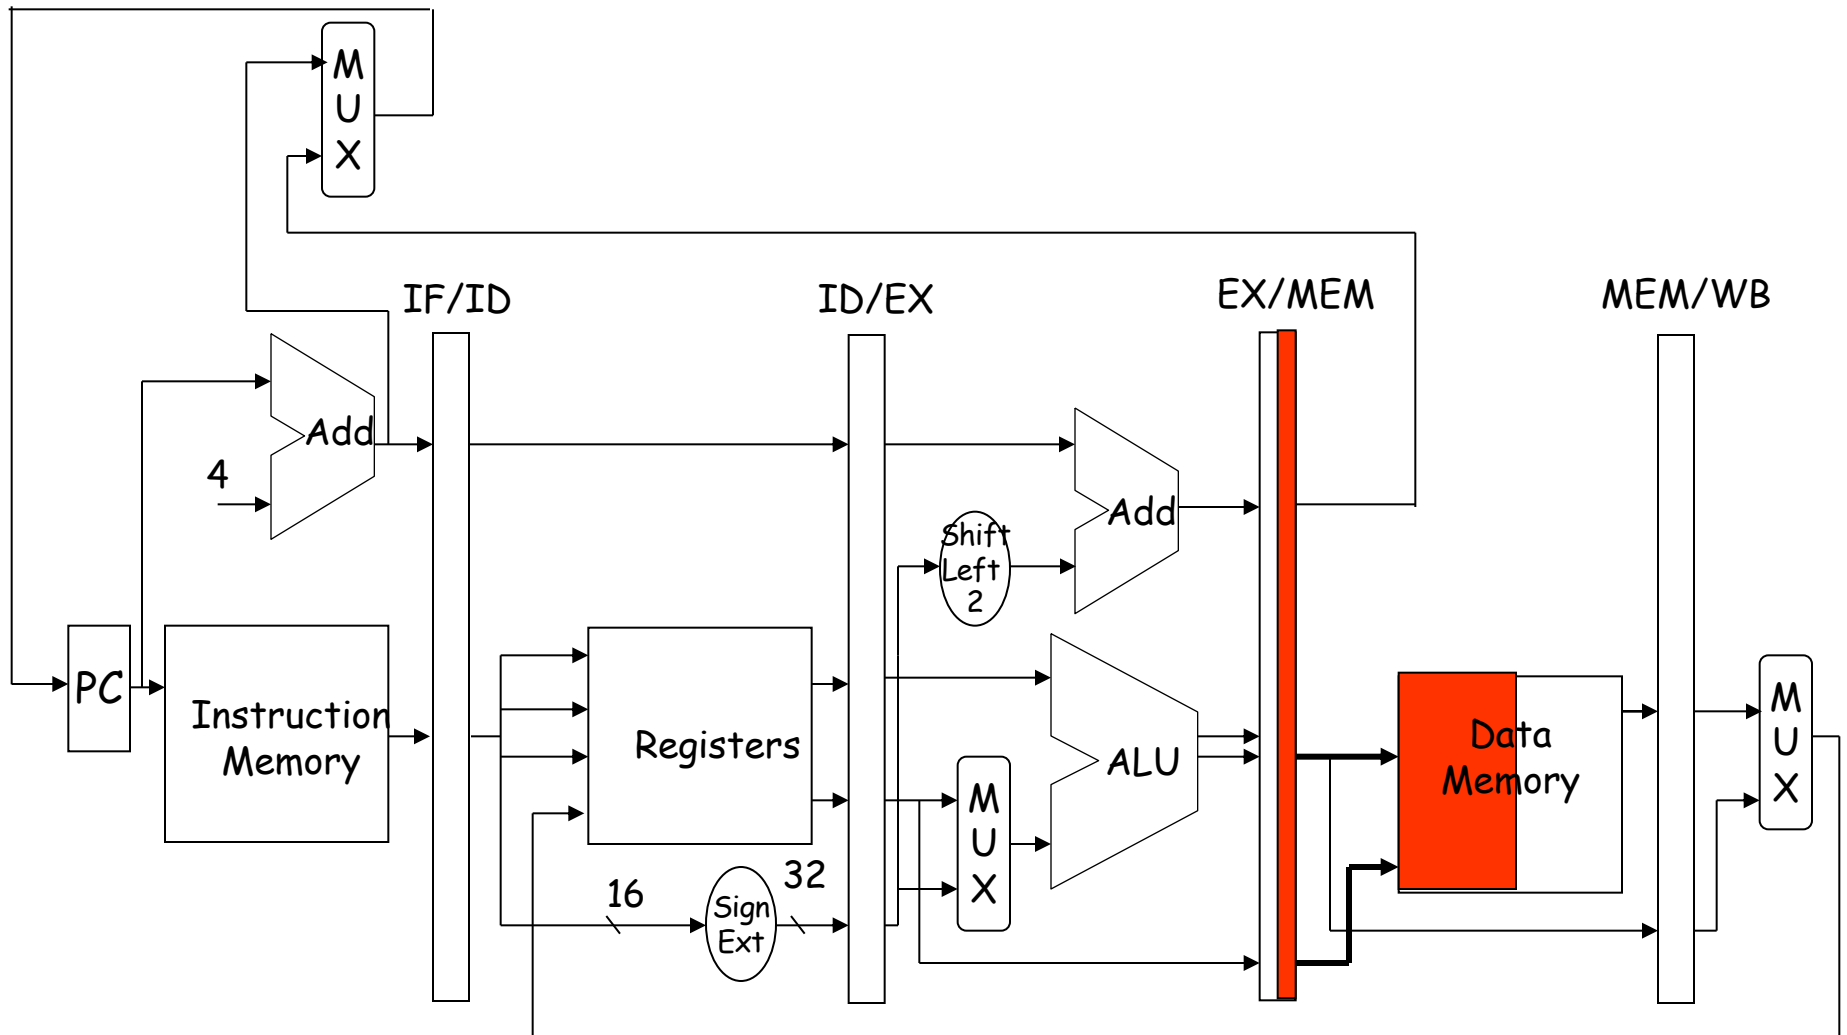 M
U
X
IF/ID
ID/EX
EX/MEM
MEM/WB
Add
4
Add
Shift
Left
2
PC
Instruction
Memory
Registers
ALU
Data
Memory
M
U
X
M
U
X
16
32
Sign
Ext